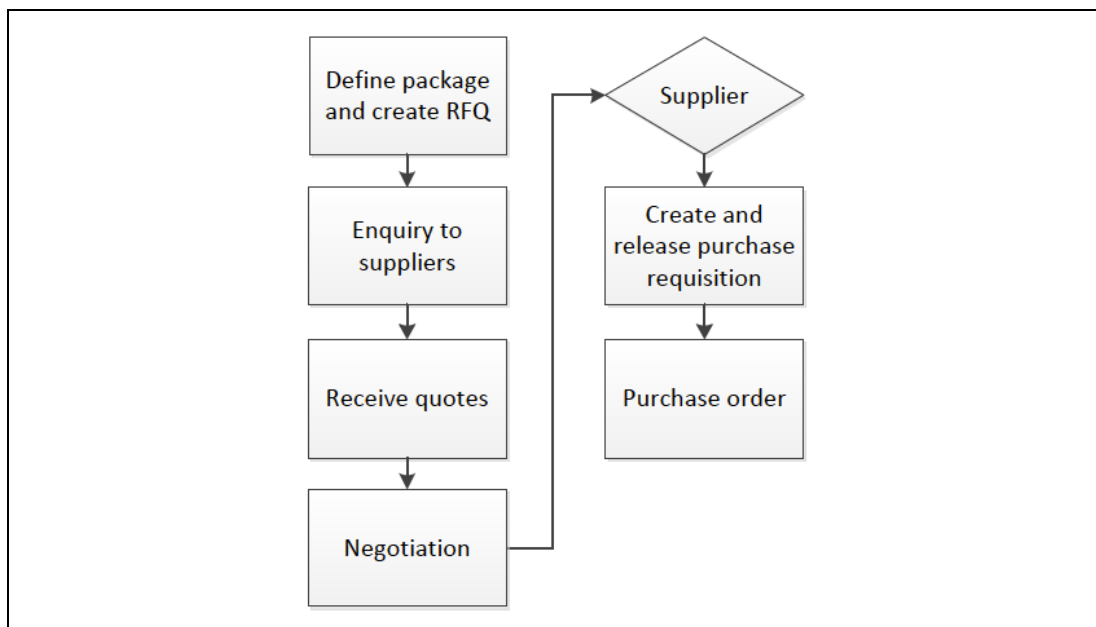 Define package
and create RFQ
Enquiry to
suppliers
Receive quotes
Negotiation
Supplier
Create and
release purchase
requisition
Purchase order